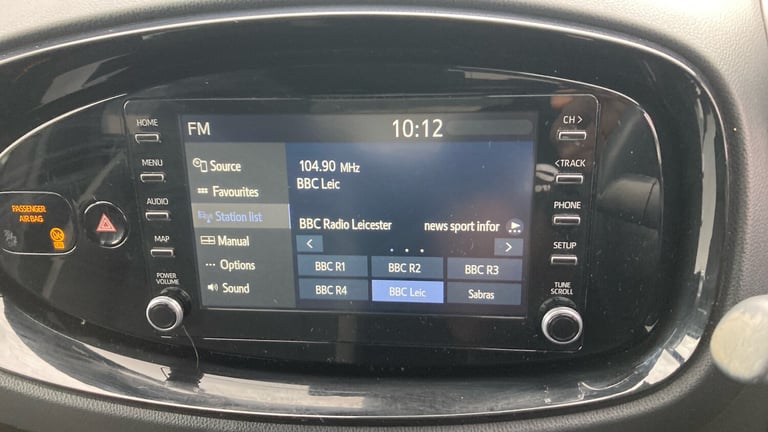 HOME
MENU
AUDIO
MAP
POWER
VOLUME
PASSENGER
AIR BAG
FM
10:12
Source
Favourites
Station list
Manual
Options
Sound
104.90 MHz
BBC Leic
BBC Radio Leicester
news sport infor
BBC R1
BBC R2
BBC R3
BBC R4
BBC Leic
Sabras
CH >
< TRACK
PHONE
SETUP
TUNE
SCROLL